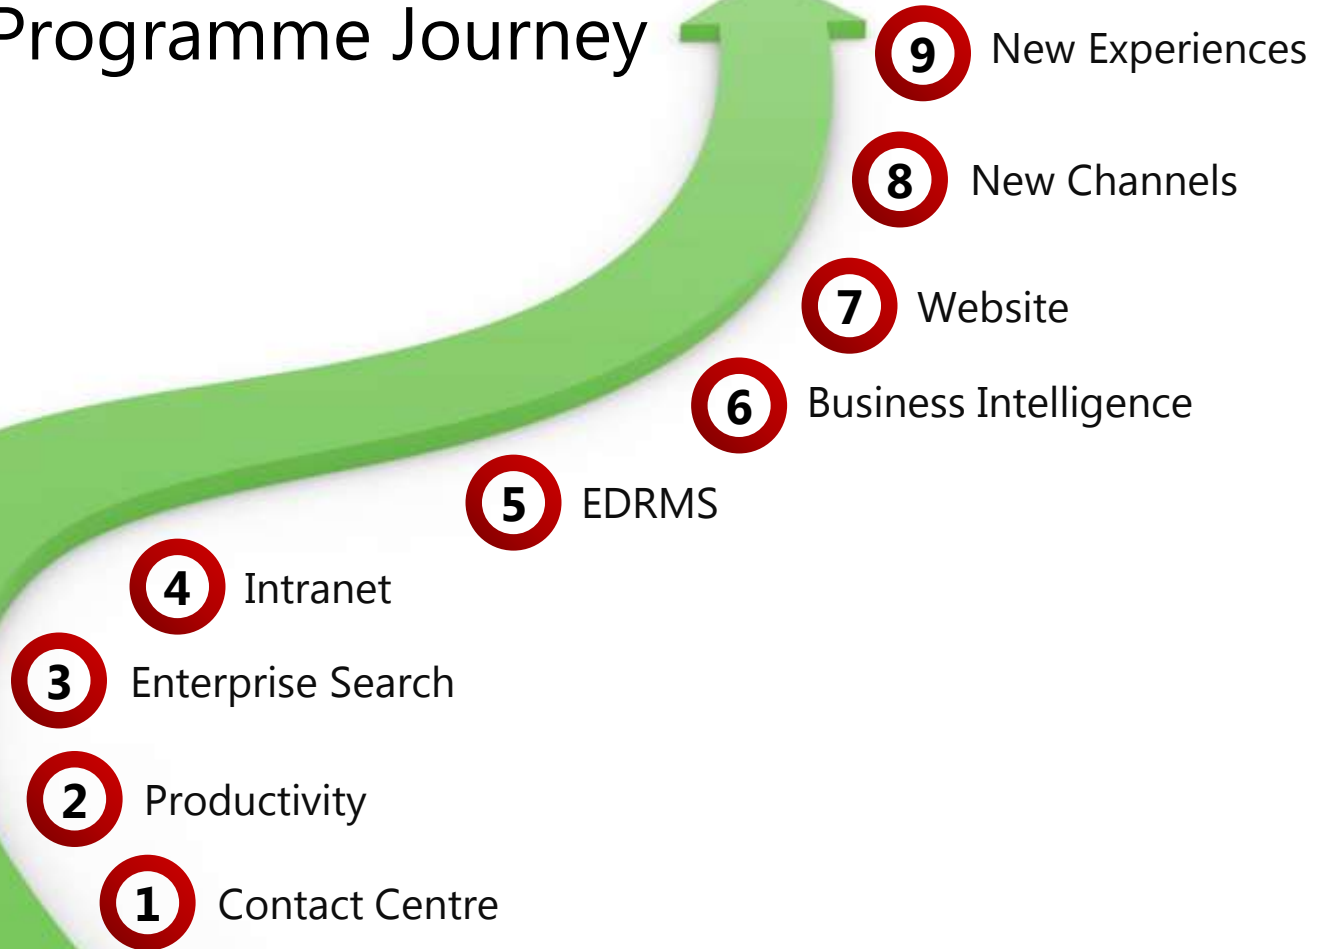 Programme Journey
9 New Experiences
8 New Channels
7 Website
6 Business Intelligence
5 EDRMS
4 Intranet
3 Enterprise Search
2 Productivity
1 Contact Centre